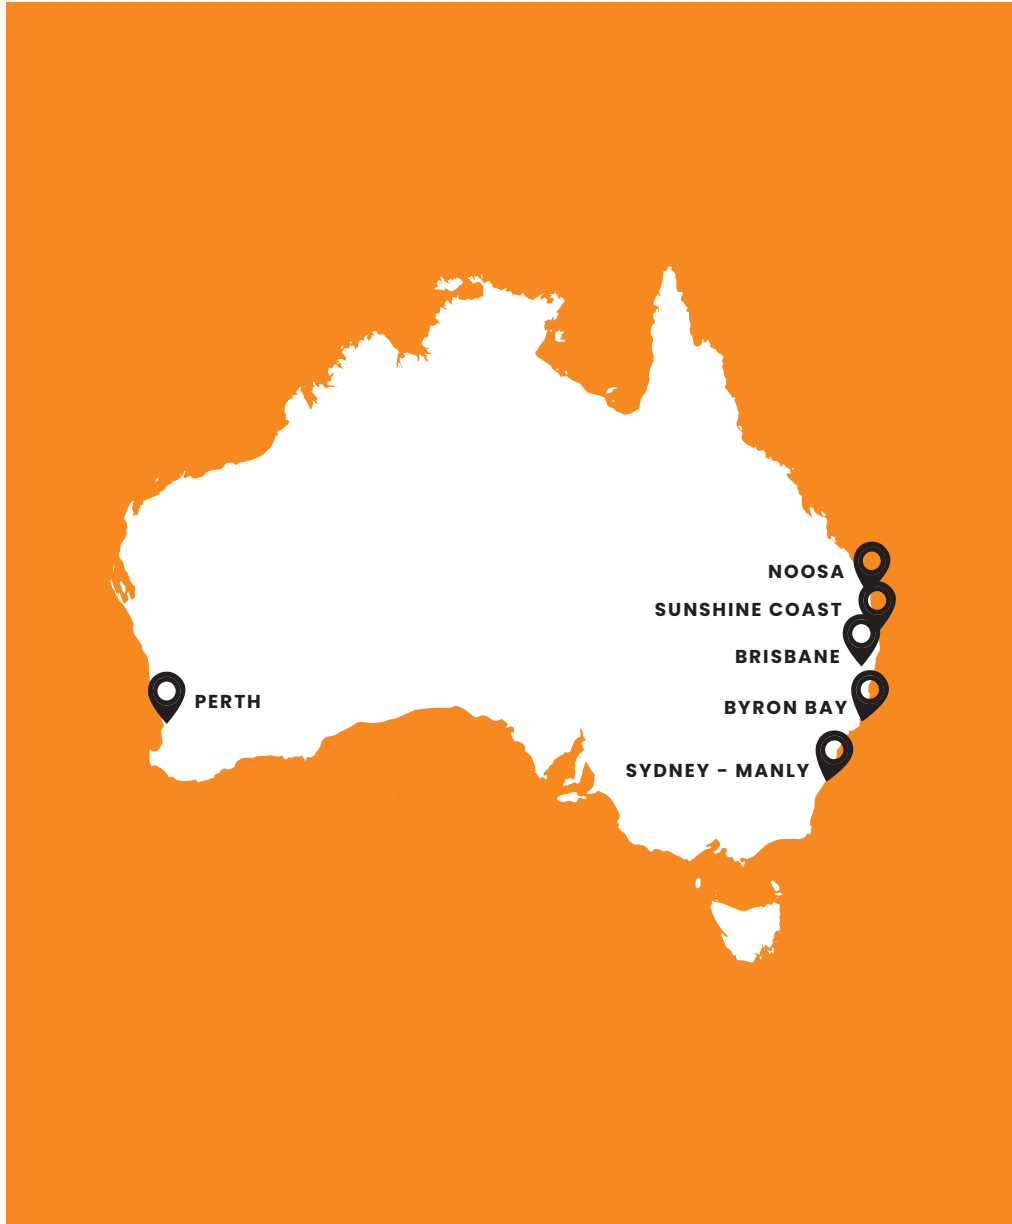 NOOSA
SUNSHINE COAST
BRISBANE
PERTH
BYRON BAY
SYDNEY - MANLY